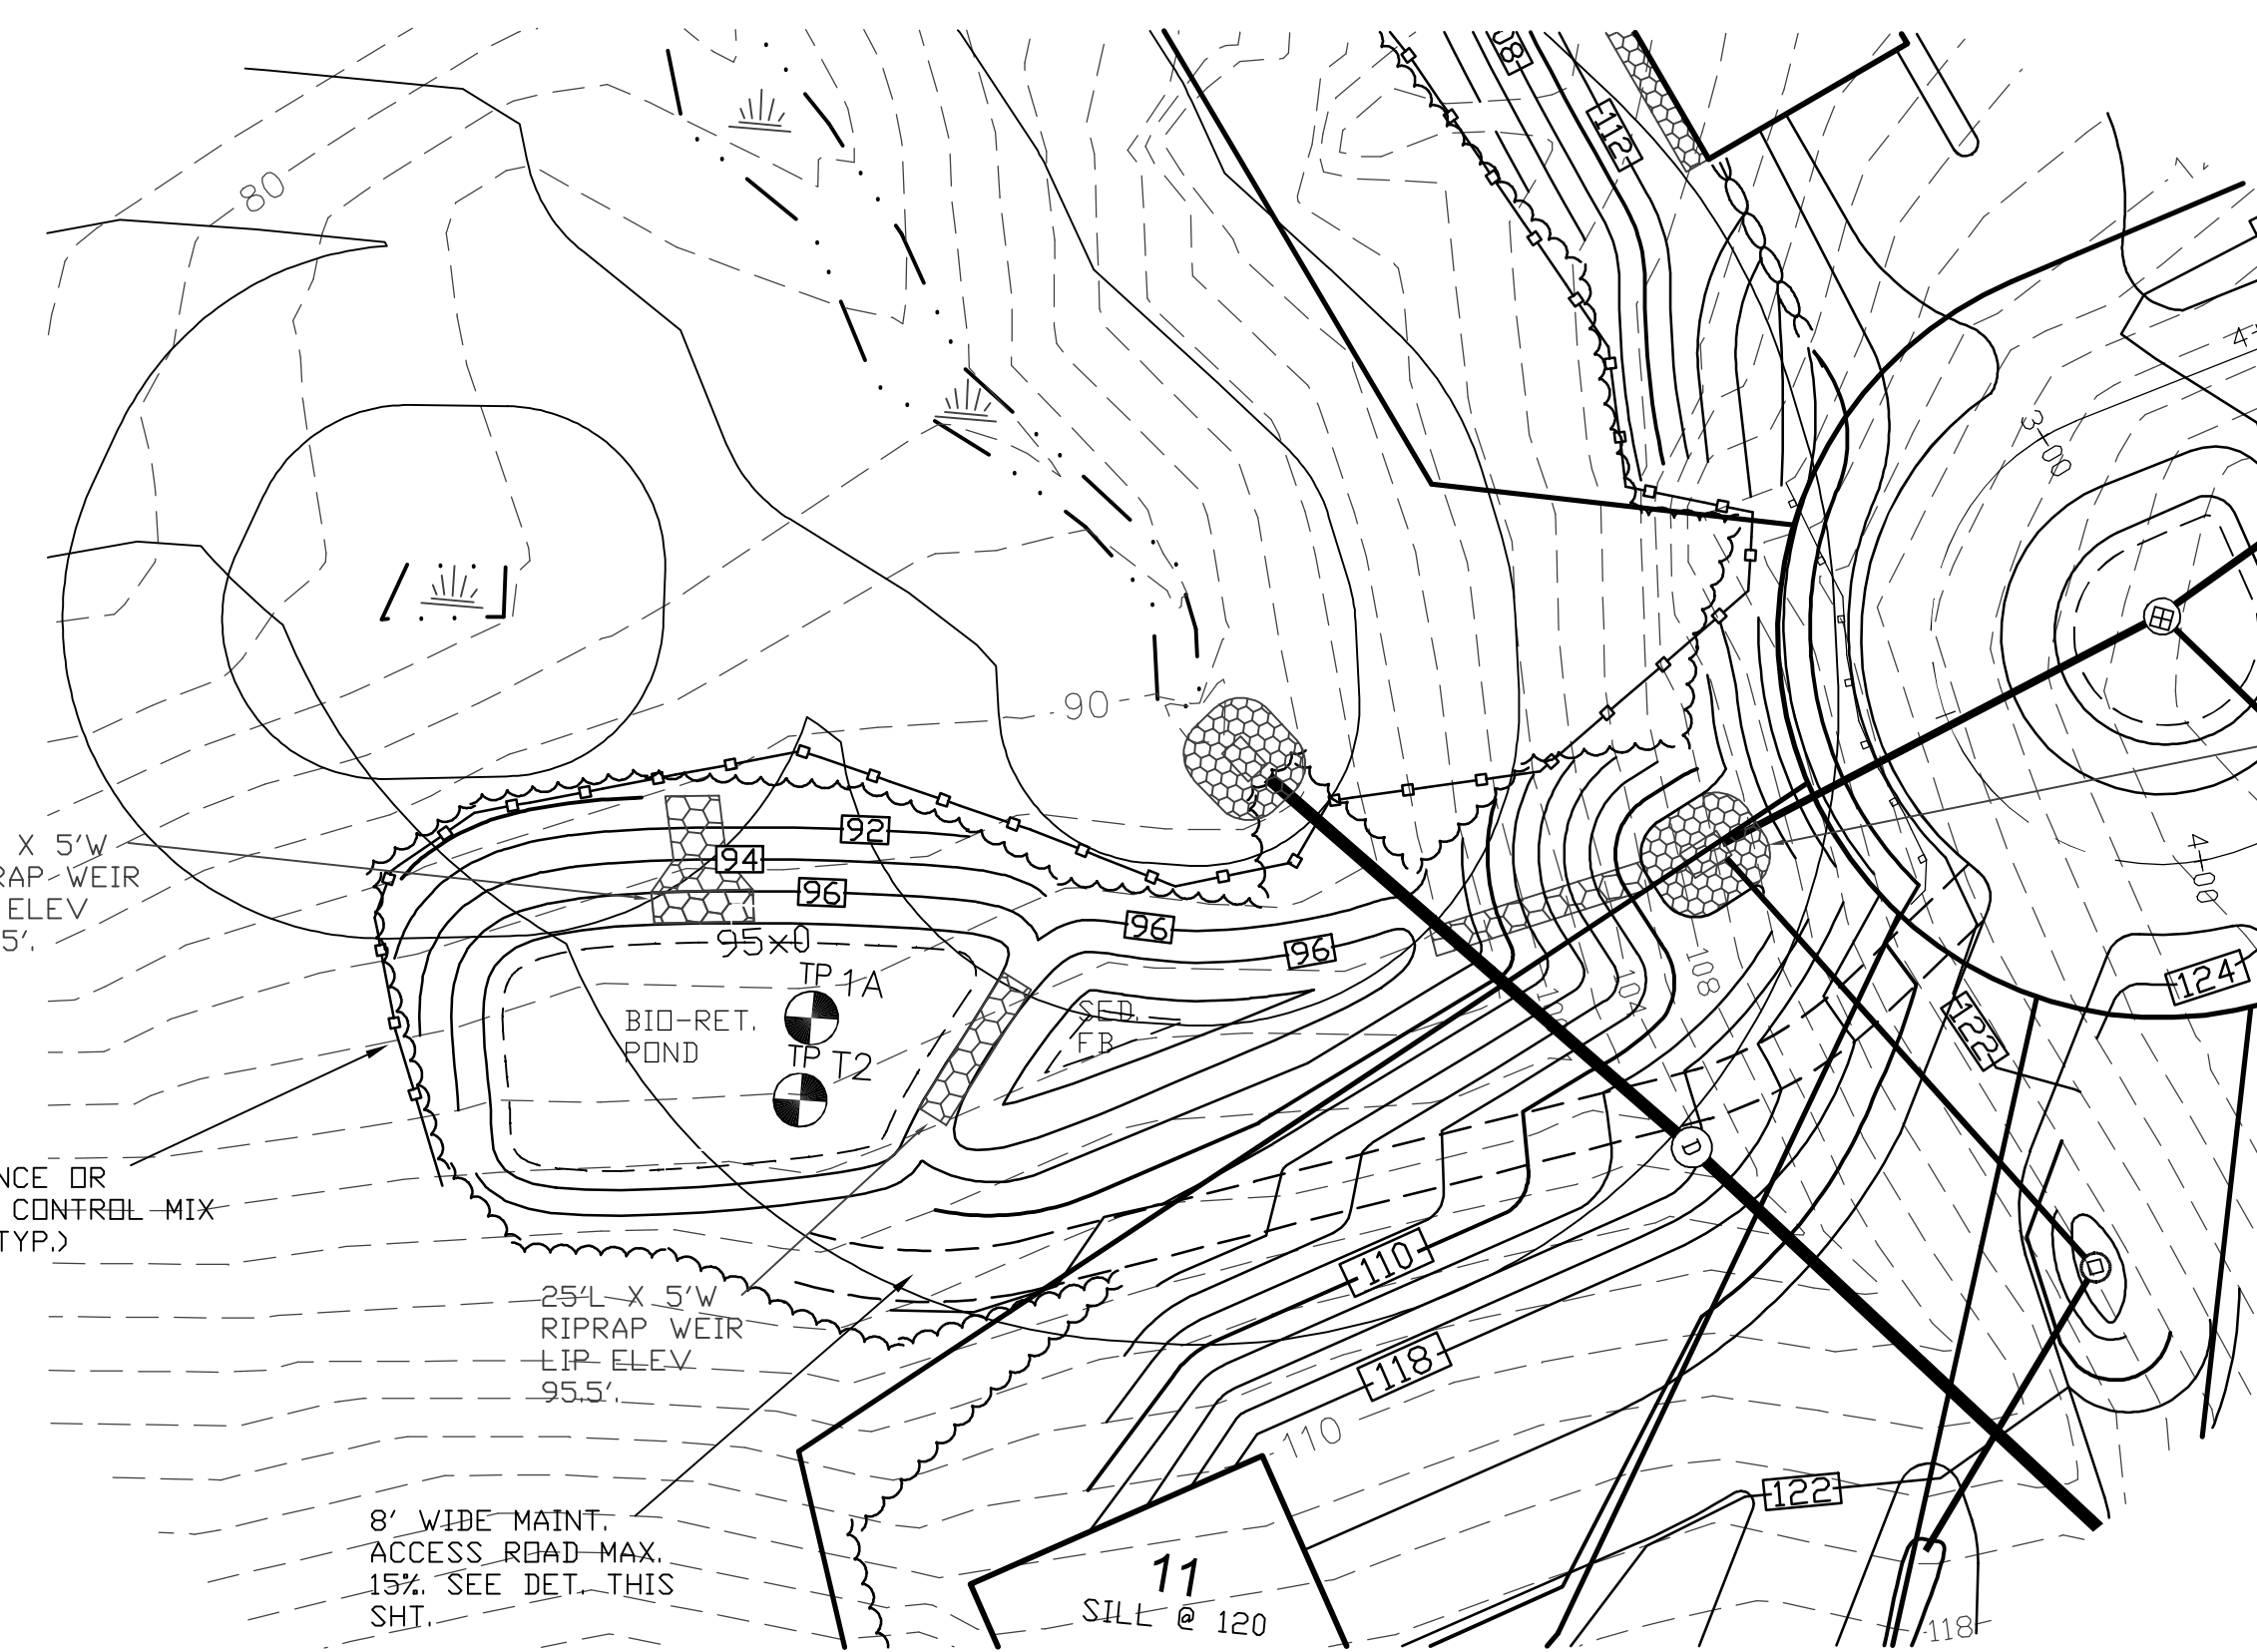 80
108
112
3+00
90
X 5'W
RAP WEIR
ELEV
5'.
92
94
96
95x0
96
96
TP 1A
BIO-RET.
POND
TP T2
SED.
FB
108
104
4+00
124
122
NCE OR
CONTROL MIX
TYP.)
25'L X 5'W
RIPRAP WEIR
LIP ELEV
95.5'.
110
118
110
122
8' WIDE MAINT.
ACCESS ROAD MAX.
15%. SEE DET. THIS
SHT.
11
SILL @ 120
118